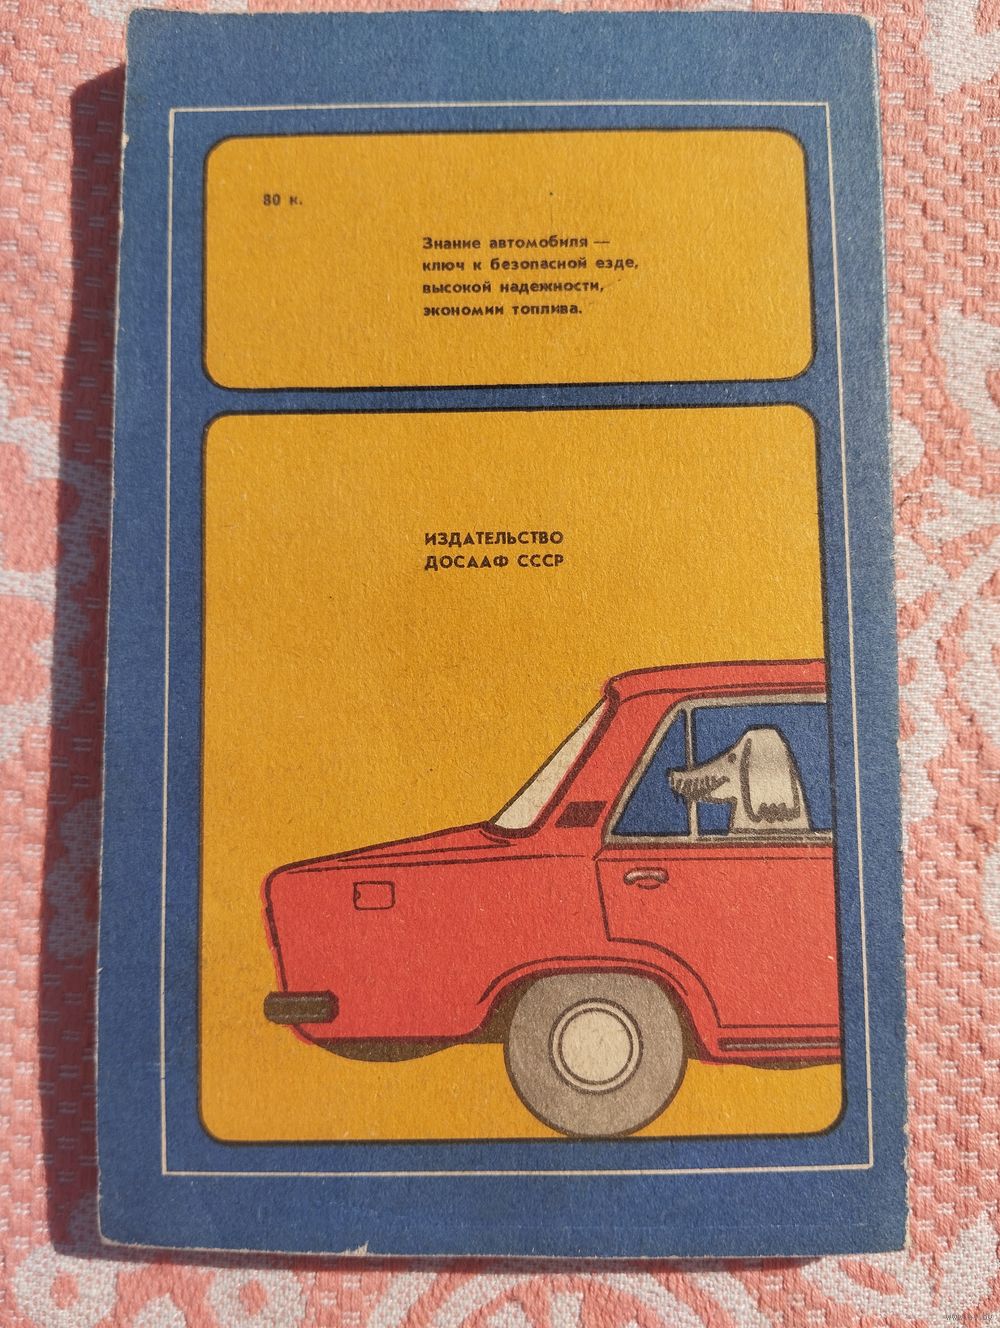 80 к.
Знание автомобиля —
ключ к безопасной езде,
высокой надежности,
экономии топлива.
ИЗДАТЕЛЬСТВО
ДОСААФ СССР